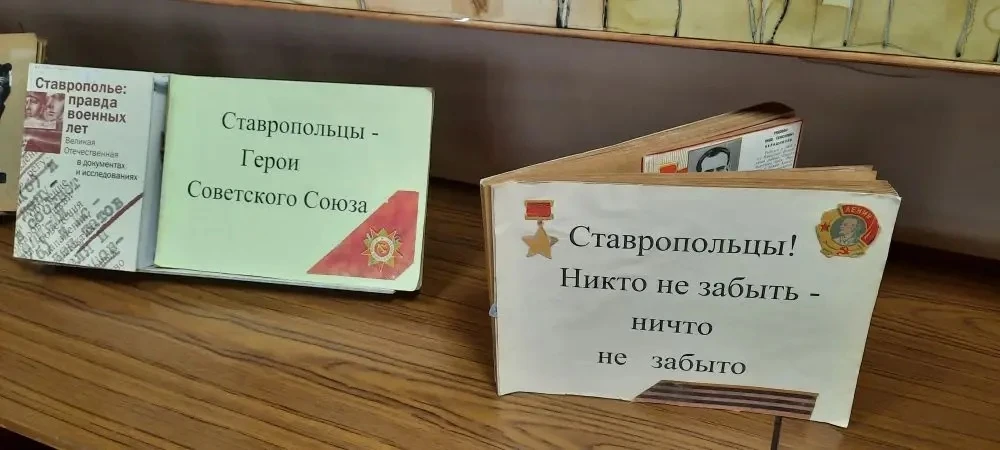 Ставрополье:
правда
военных
лет
Великая
Отечественная
в документах
и исследованиях
Ставропольцы -
Герои
Советского Союза
ЛЕНИН
Ставропольцы!
Никто не забыть -
ничто
не забыто